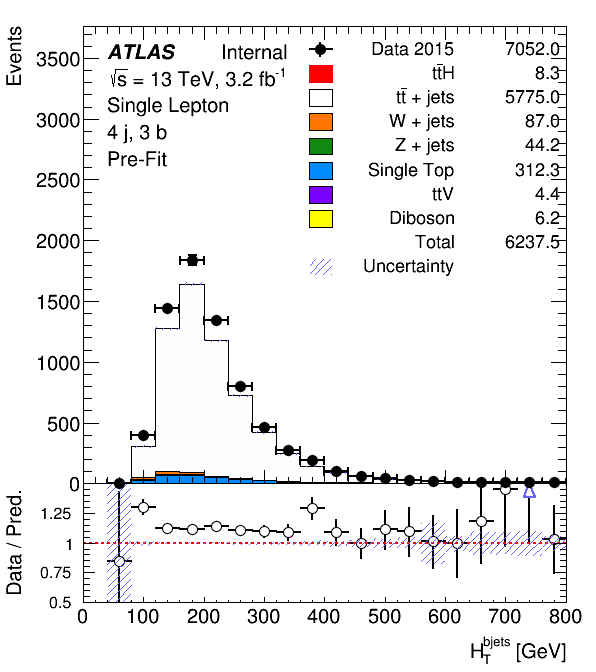 Events
ATLAS Internal
√s = 13 TeV, 3.2 fb⁻¹
Single Lepton
4 j, 3 b
Pre-Fit
Data 2015 7052.0
tt̄H 8.3
tt̄ + jets 5775.0
W + jets 87.0
Z + jets 44.2
Single Top 312.3
ttV 4.4
Diboson 6.2
Total 6237.5
Uncertainty
3500
3000
2500
2000
1500
1000
500
0
Data / Pred.
1.25
1
0.75
0.5
0 100 200 300 400 500 600 700 800
H_T^bjets [GeV]